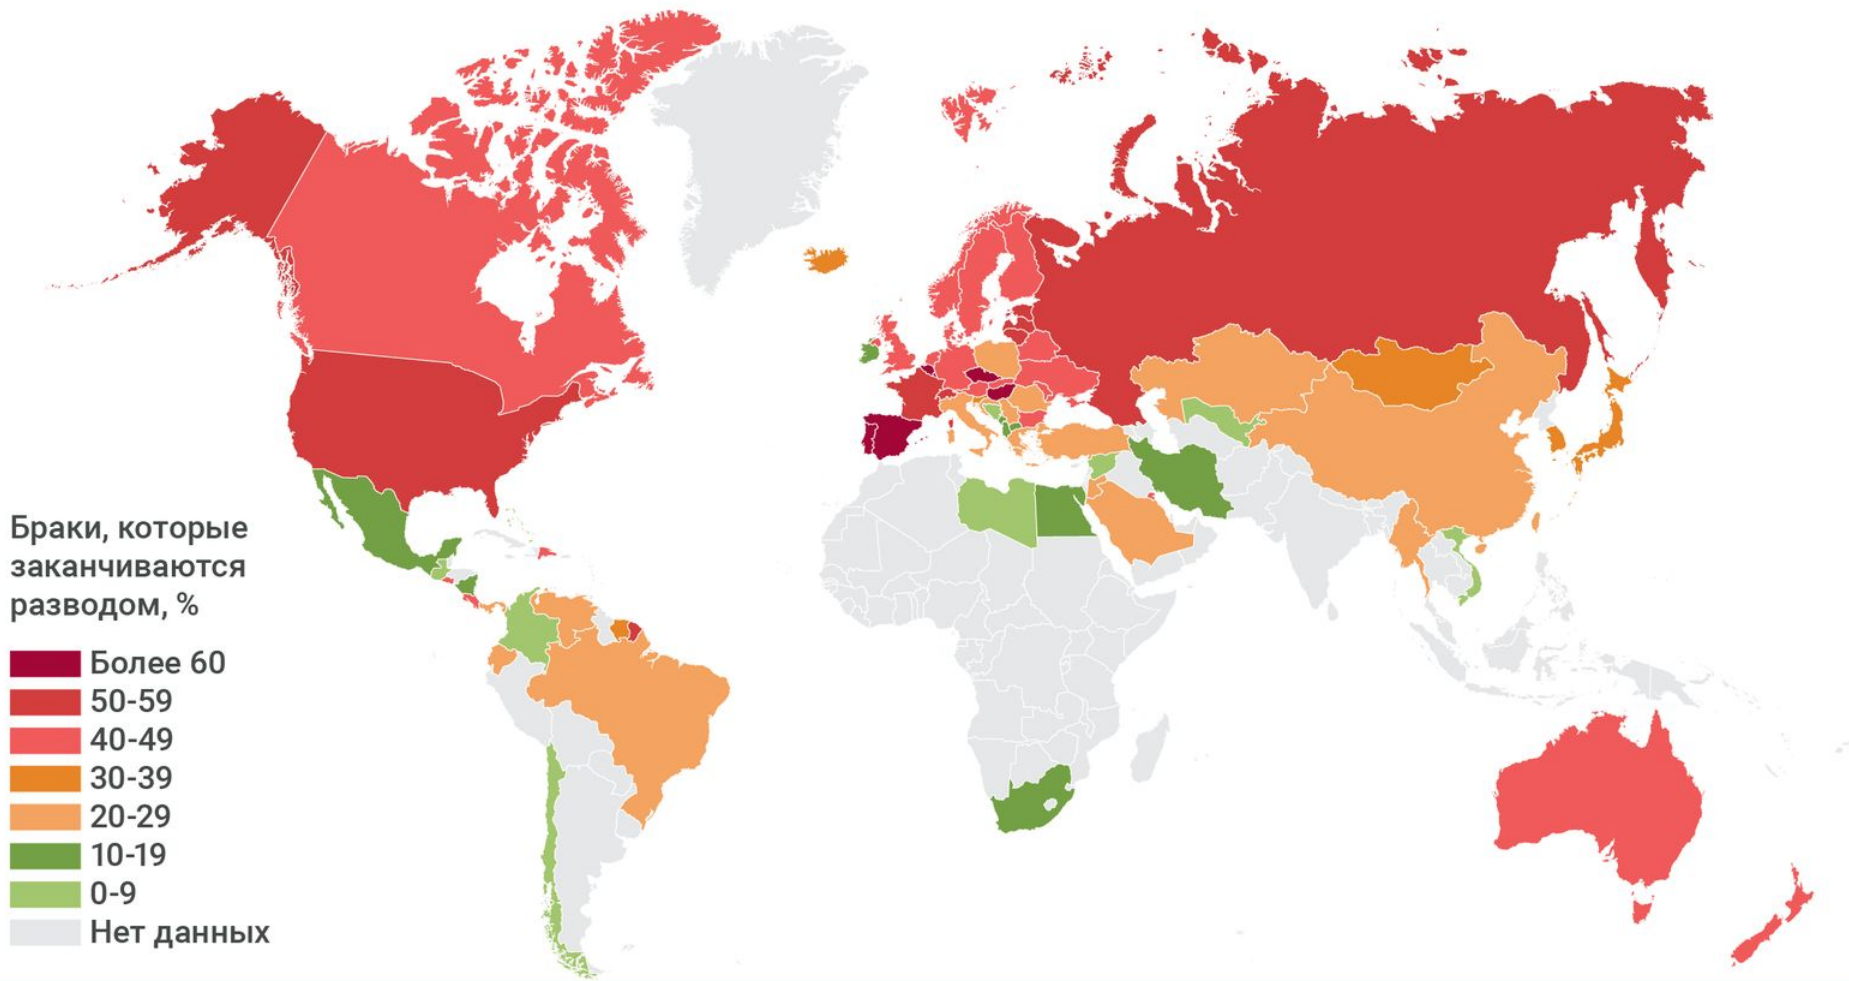 Браки, которые
заканчиваются
разводом, %
Более 60
50-59
40-49
30-39
20-29
10-19
0-9
Нет данных